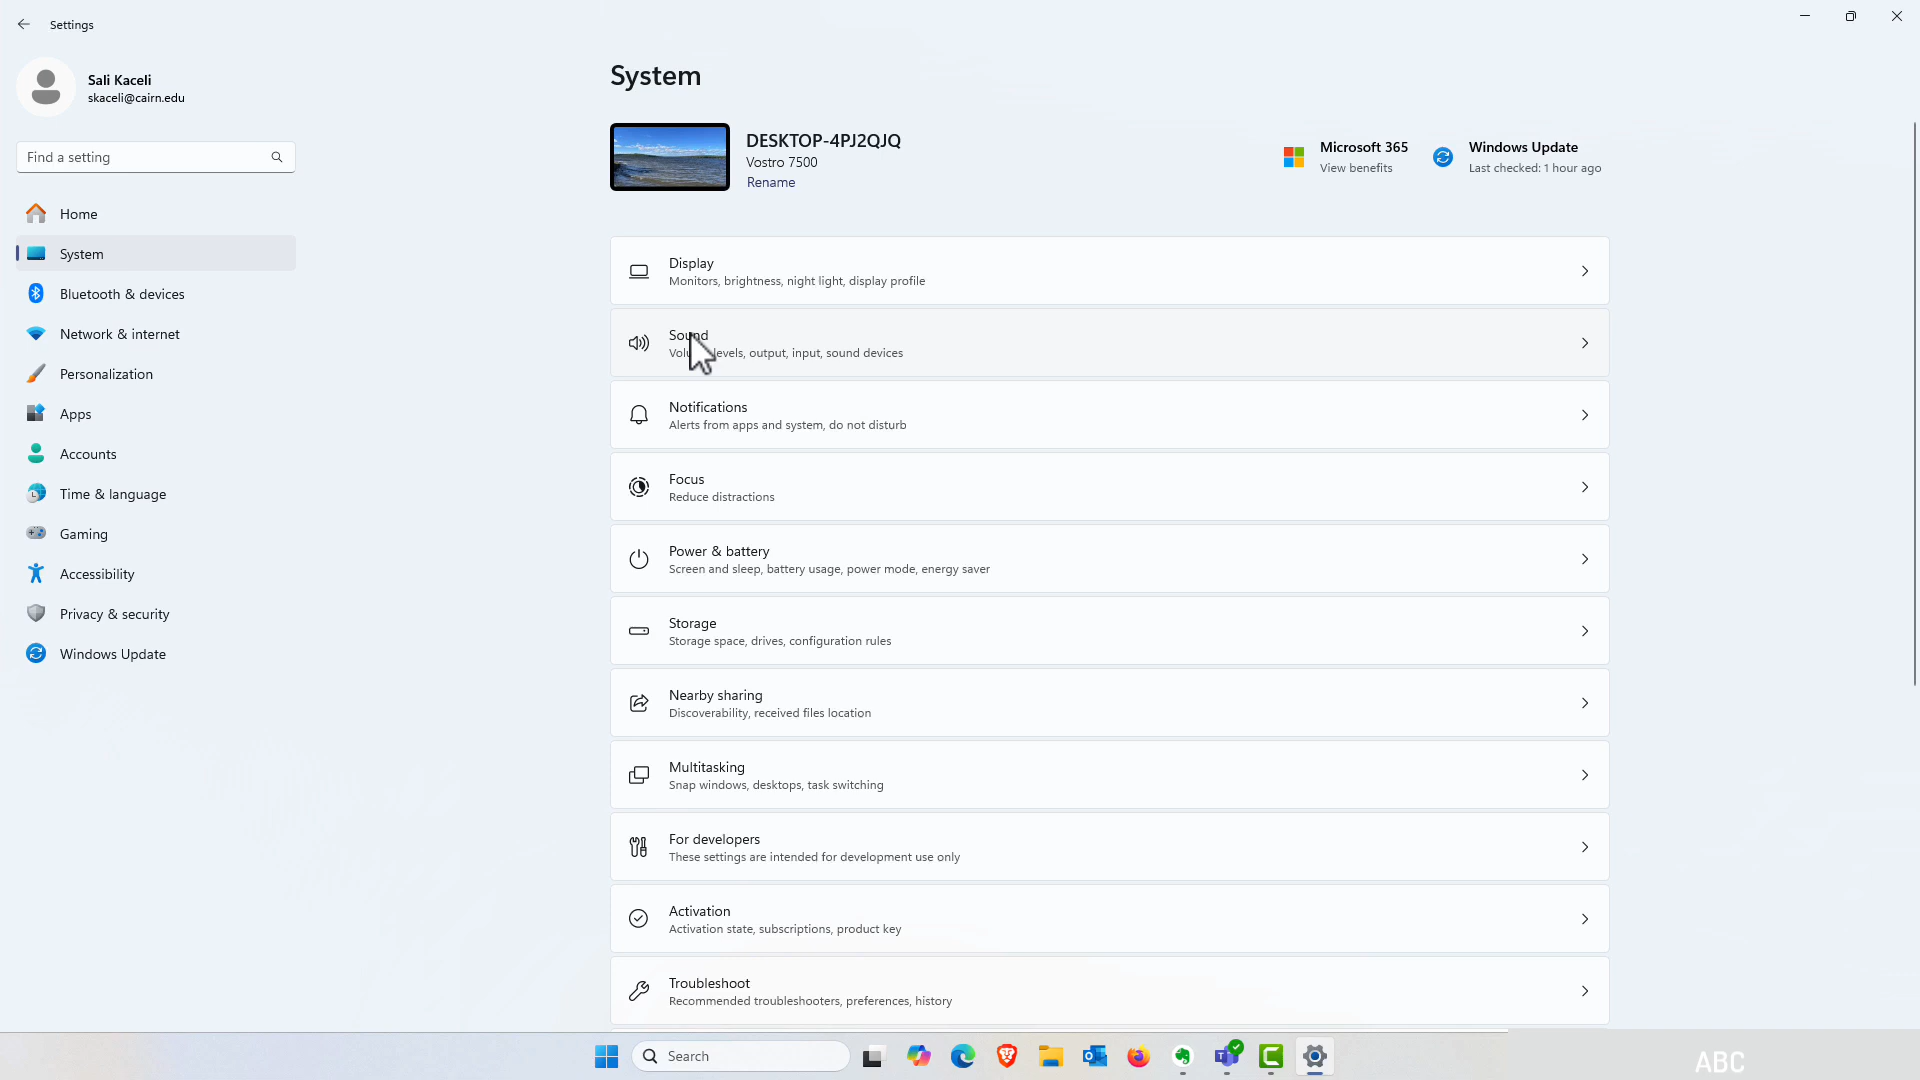 Settings
Sali Kaceli
skaceli@cairn.edu
Find a setting
Home
System
Bluetooth & devices
Network & internet
Personalization
Apps
Accounts
Time & language
Gaming
Accessibility
Privacy & security
Windows Update
System
DESKTOP-4PJ2QJQ
Vostro 7500
Rename
Microsoft 365
View benefits
Windows Update
Last checked: 1 hour ago
Display
Monitors, brightness, night light, display profile
Sound
levels, output, input, sound devices
Notifications
Alerts from apps and system, do not disturb
Focus
Reduce distractions
Power & battery
Screen and sleep, battery usage, power mode, energy saver
Storage
Storage space, drives, configuration rules
Nearby sharing
Discoverability, received files location
Multitasking
Snap windows, desktops, task switching
For developers
These settings are intended for development use only
Activation
Activation state, subscriptions, product key
Troubleshoot
Recommended troubleshooters, preferences, history
Search
ABC